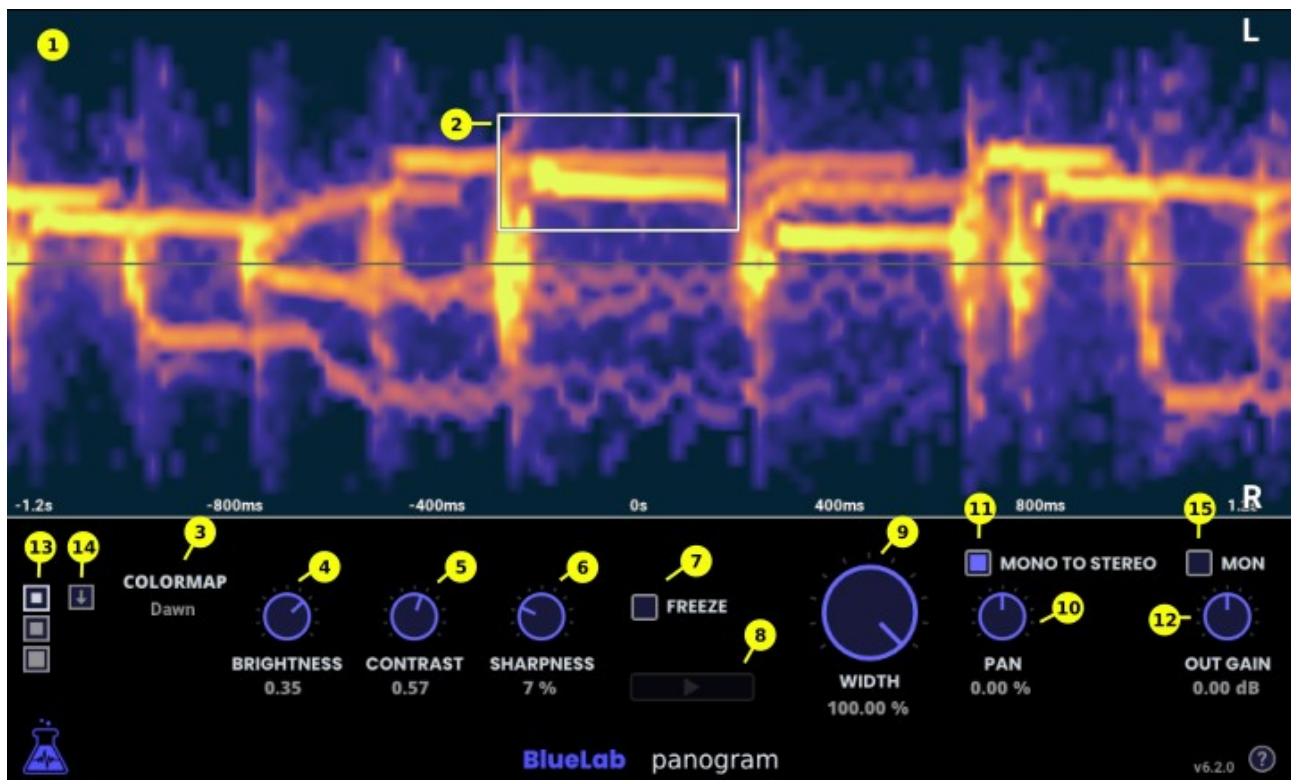 1
L
2
-1.2s -800ms -400ms 0s 400ms 800ms 1.2s
R
13 14 3 4 5 6 7 8 9 11 10 15 12
COLORMAP
Dawn
BRIGHTNESS
0.35
CONTRAST
0.57
SHARPNESS
7 %
FREEZE
WIDTH
100.00 %
MONO TO STEREO
PAN
0.00 %
MON
OUT GAIN
0.00 dB
BlueLab panogram
v6.2.0 ?